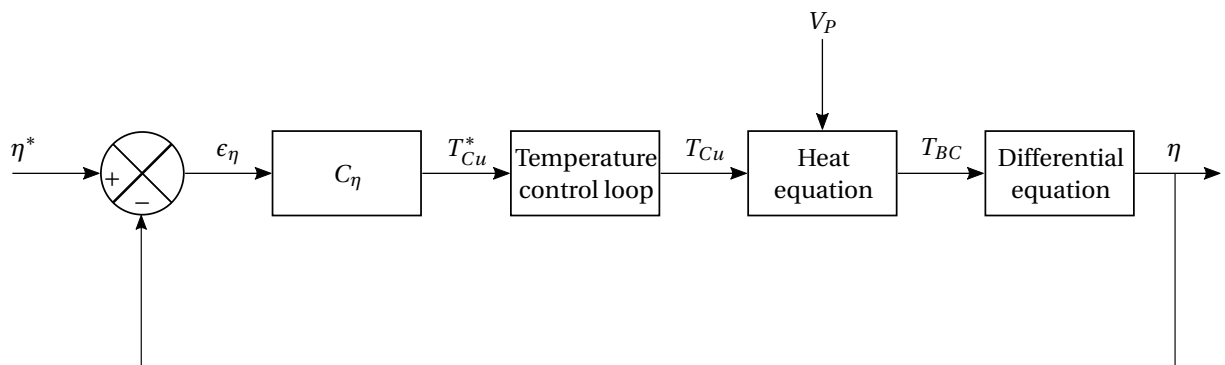 V_P
η* + − ϵ_η C_η T*_Cu Temperature control loop T_Cu Heat equation T_BC Differential equation η